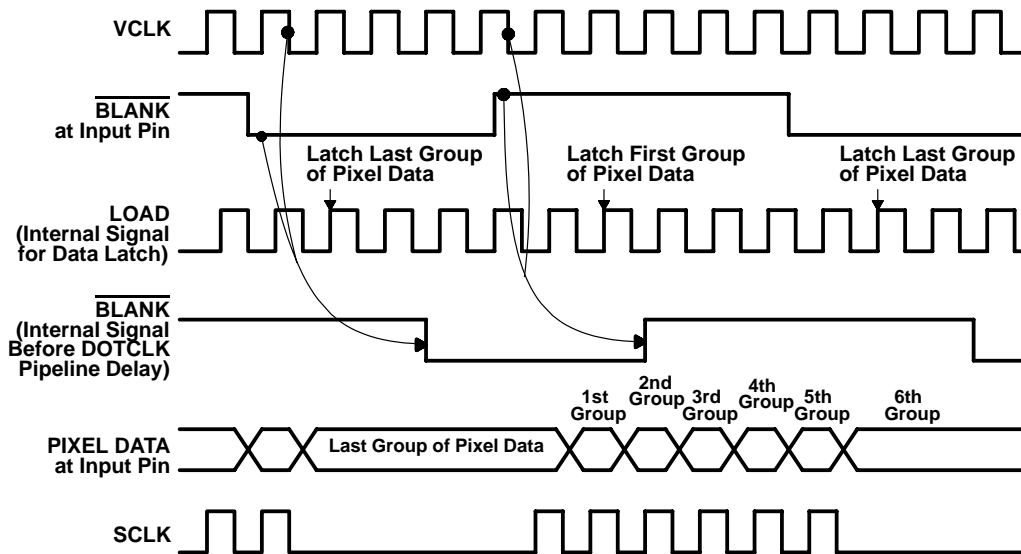 VCLK
BLANK
at Input Pin
Latch Last Group
of Pixel Data
Latch First Group
of Pixel Data
Latch Last Group
of Pixel Data
LOAD
(Internal Signal
for Data Latch)
BLANK
(Internal Signal
Before DOTCLK
Pipeline Delay)
1st
Group
2nd
Group
3rd
Group
4th
Group
5th
Group
6th
Group
PIXEL DATA
at Input Pin
Last Group of Pixel Data
SCLK